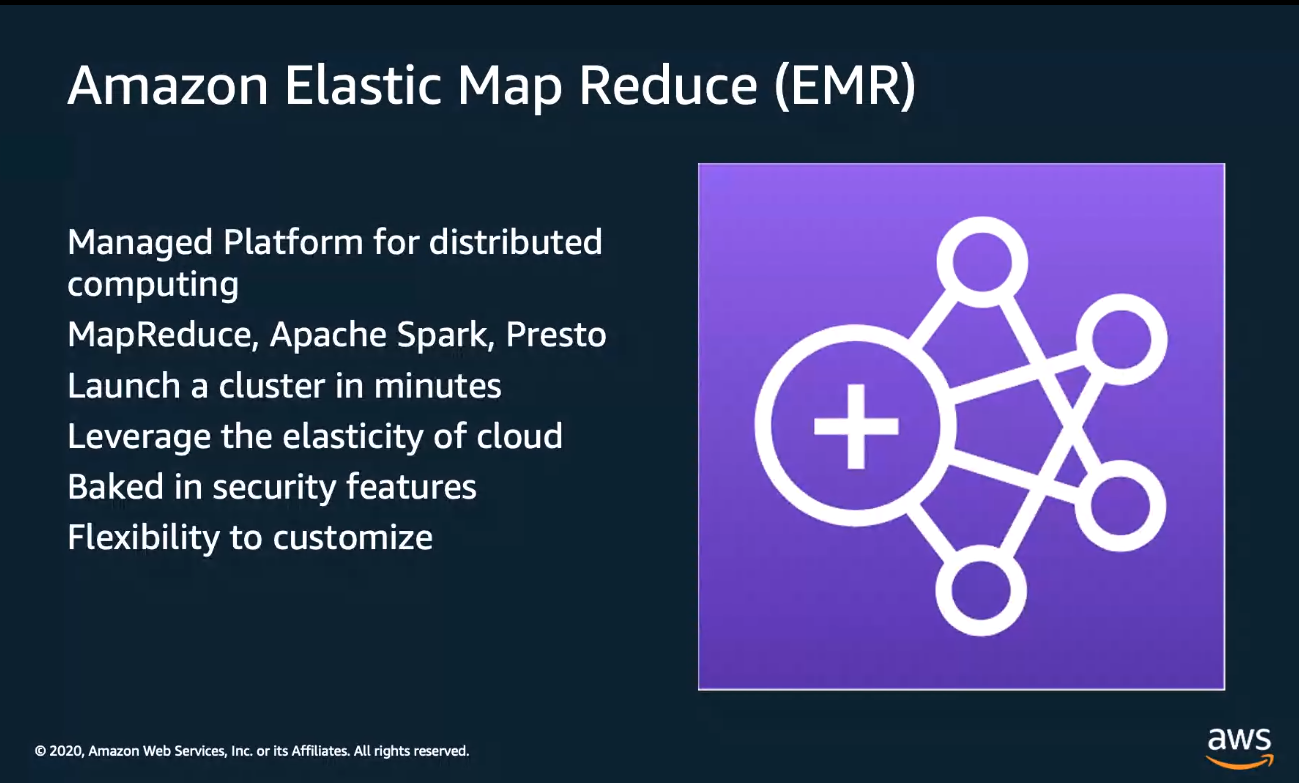 Amazon Elastic Map Reduce (EMR)
Managed Platform for distributed
computing
MapReduce, Apache Spark, Presto
Launch a cluster in minutes
Leverage the elasticity of cloud
Baked in security features
Flexibility to customize
© 2020, Amazon Web Services, Inc. or its Affiliates. All rights reserved.
aws